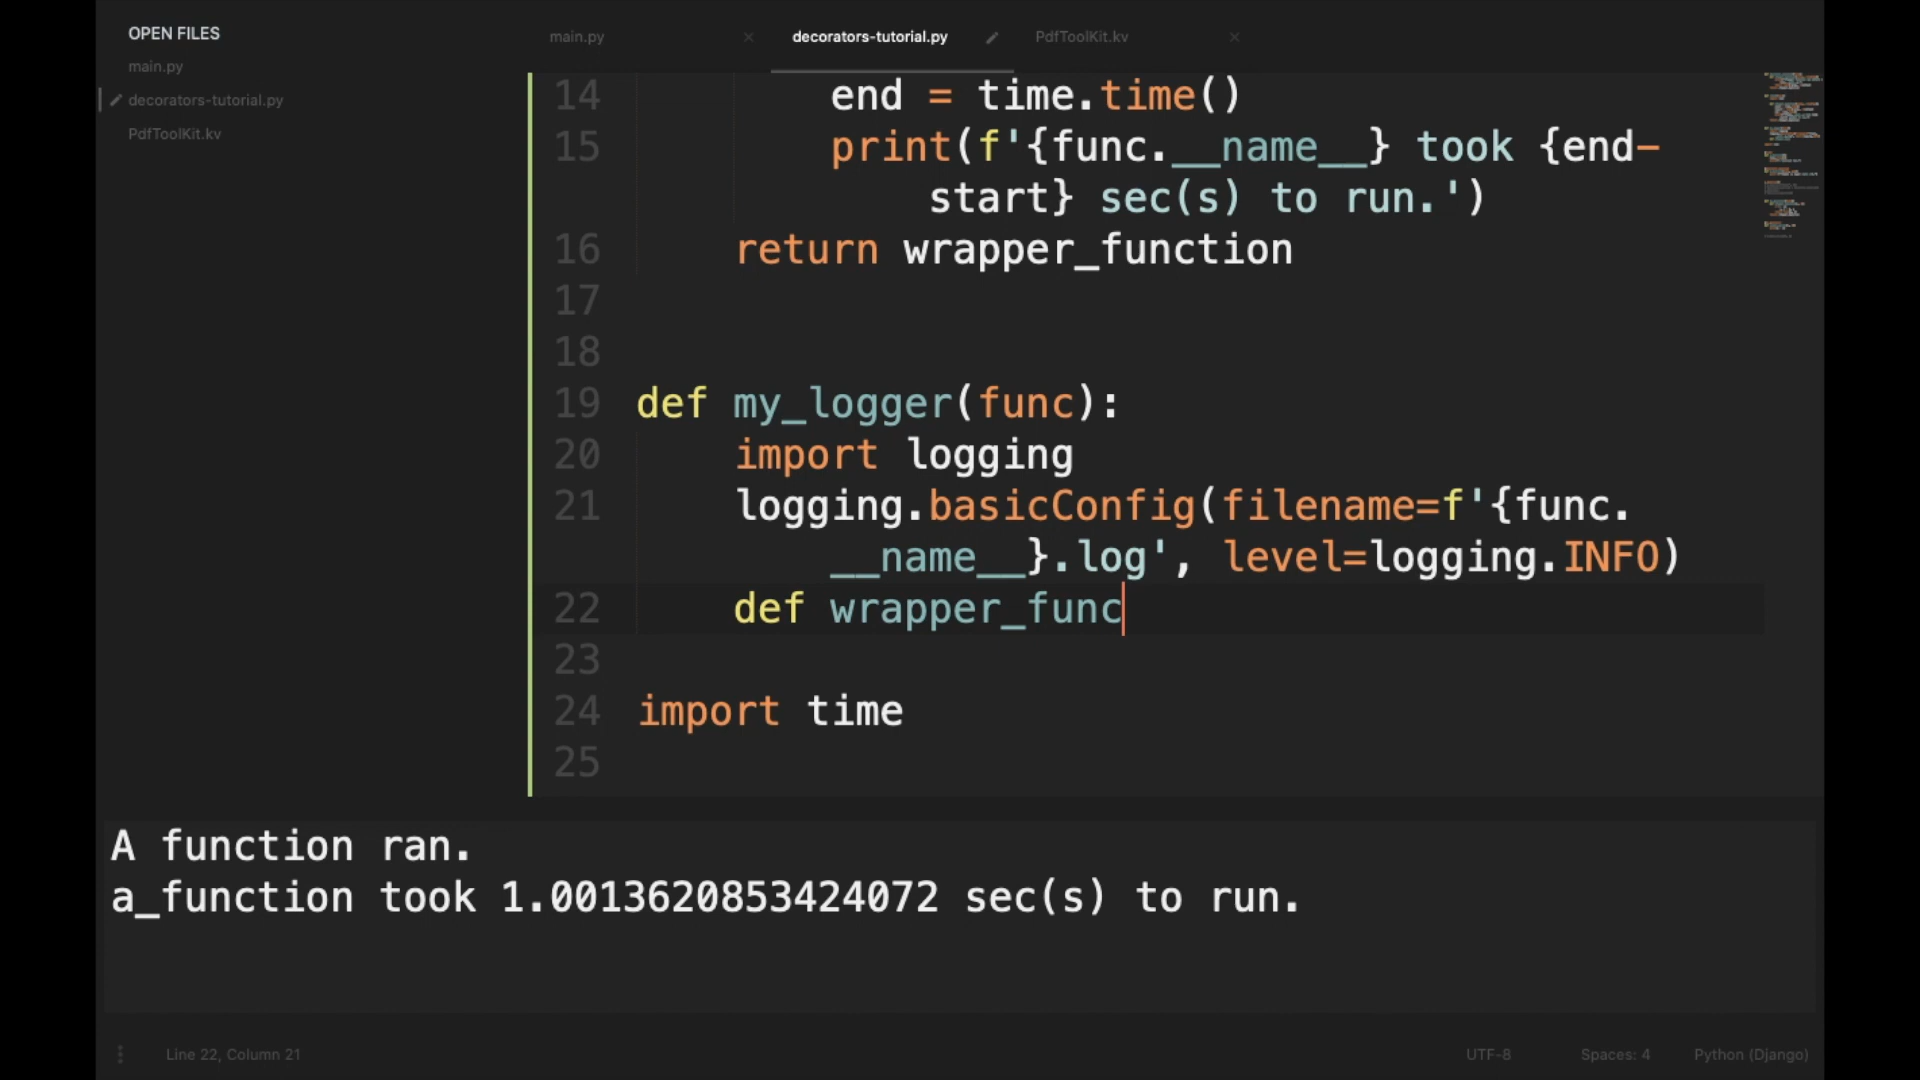 OPEN FILES
main.py
decorators-tutorial.py
PdfToolKit.kv
main.py × decorators-tutorial.py PdfToolKit.kv ×
14 end = time.time()
15 print(f'{func.__name__} took {end-
start} sec(s) to run.')
16 return wrapper_function
17
18
19 def my_logger(func):
20 import logging
21 logging.basicConfig(filename=f'{func.
__name__}.log', level=logging.INFO)
22 def wrapper_func
23
24 import time
25
A function ran.
a_function took 1.0013620853424072 sec(s) to run.
Line 22, Column 21 UTF-8 Spaces: 4 Python (Django)